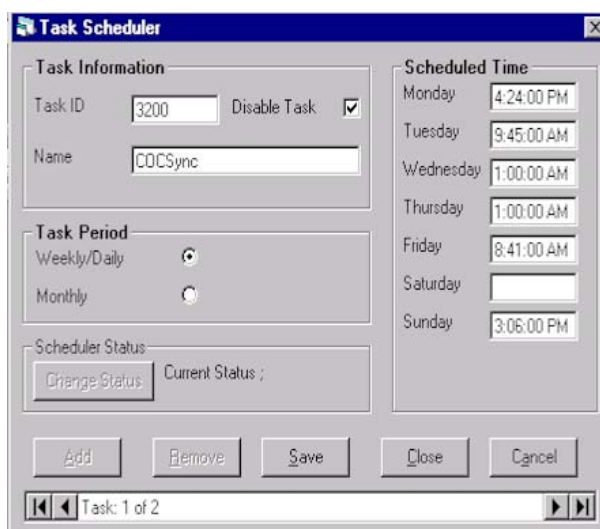 Task Scheduler
Task Information
Task ID 3200 Disable Task
Name COCSync
Task Period
Weekly/Daily
Monthly
Scheduler Status
Change Status Current Status ;
Scheduled Time
Monday 4:24:00 PM
Tuesday 9:45:00 AM
Wednesday 1:00:00 AM
Thursday 1:00:00 AM
Friday 8:41:00 AM
Saturday
Sunday 3:06:00 PM
Add Remove Save Close Cancel
Task: 1 of 2